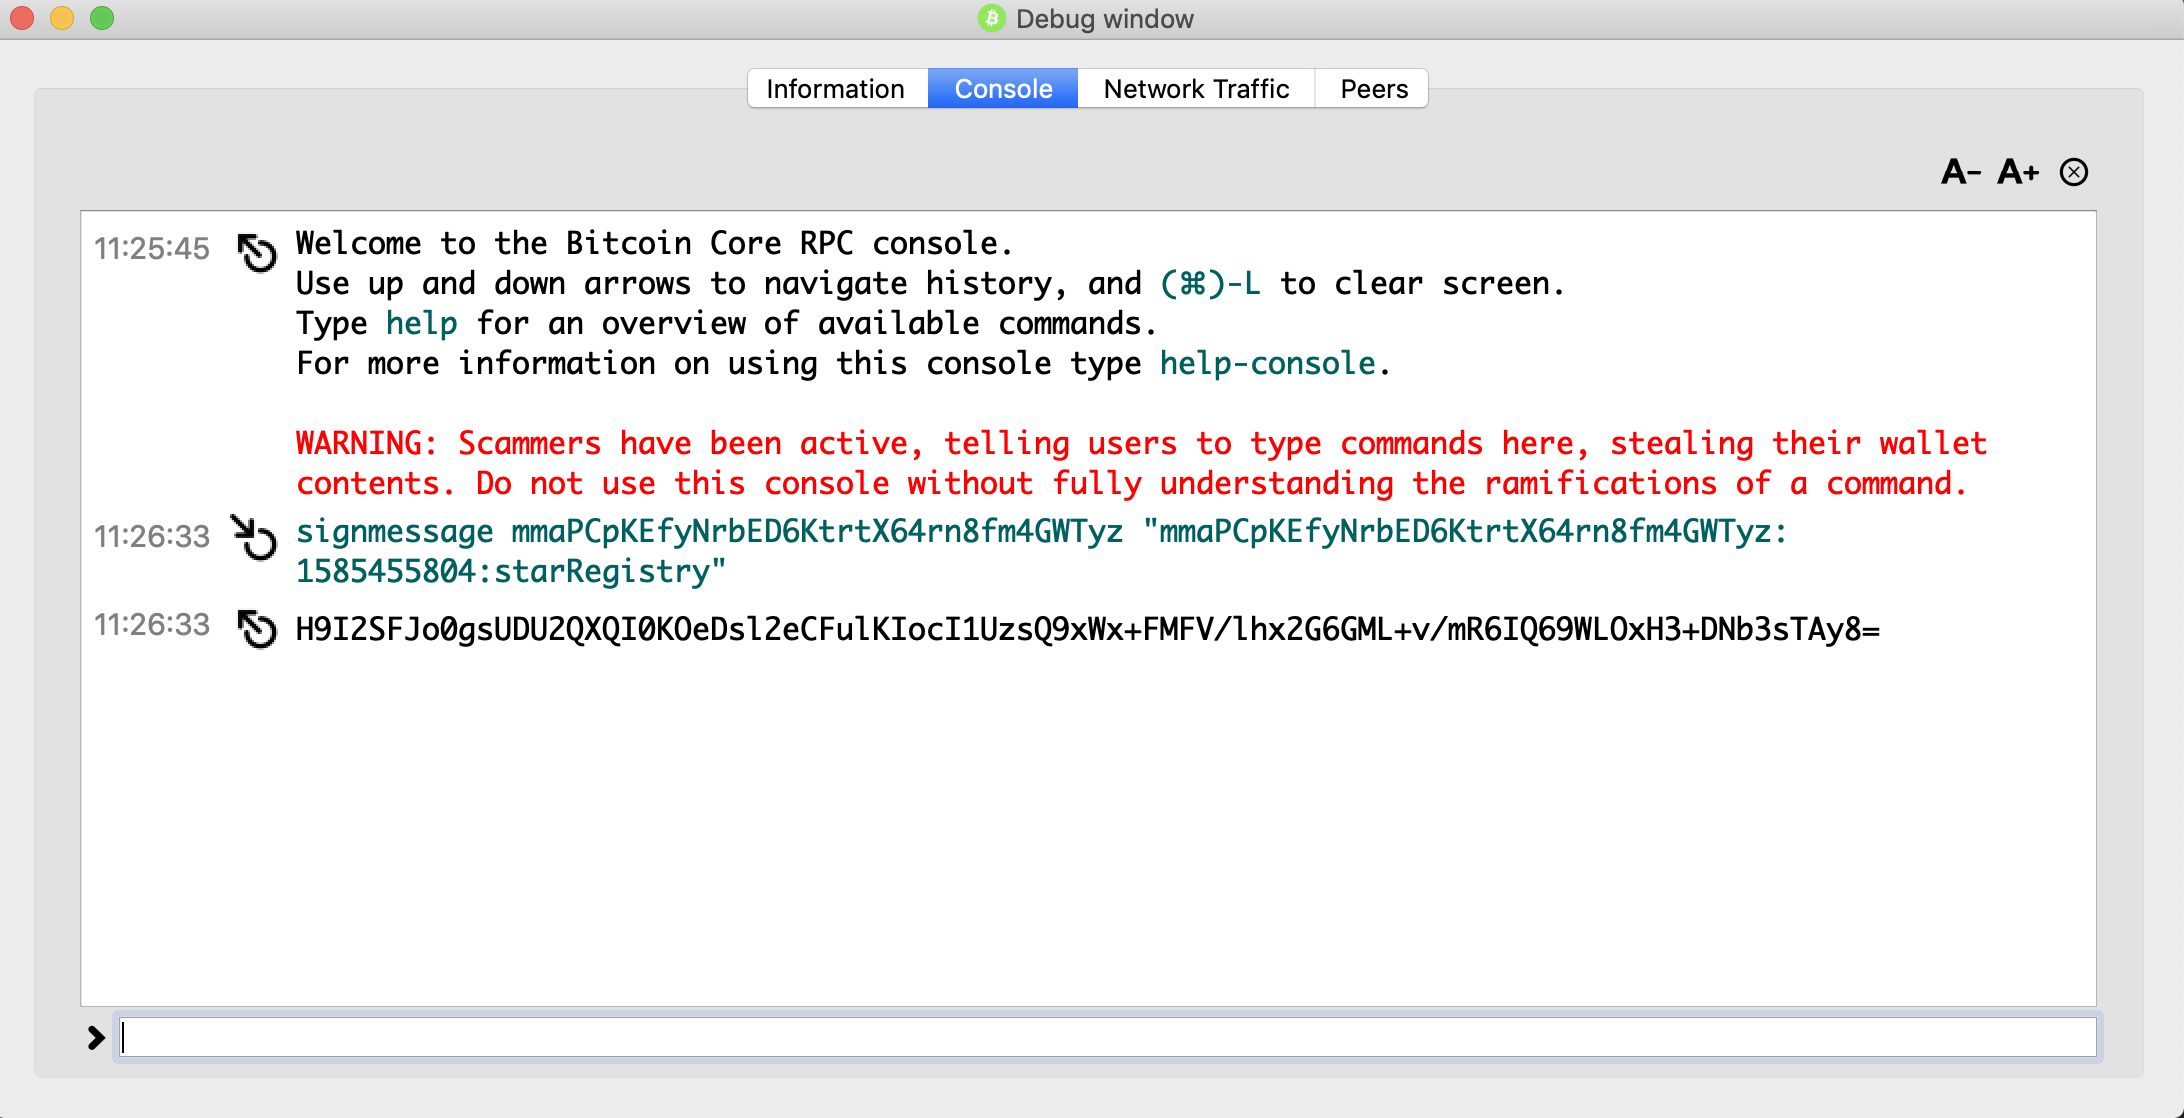 Debug window
Information Console Network Traffic Peers
A- A+
11:25:45 Welcome to the Bitcoin Core RPC console.
Use up and down arrows to navigate history, and (⌘)-L to clear screen.
Type help for an overview of available commands.
For more information on using this console type help-console.
WARNING: Scammers have been active, telling users to type commands here, stealing their wallet
contents. Do not use this console without fully understanding the ramifications of a command.
11:26:33 signmessage mmaPCpKEfyNrbED6KtrtX64rn8fm4GWTyz "mmaPCpKEfyNrbED6KtrtX64rn8fm4GWTyz:
1585455804:starRegistry"
11:26:33 H9I2SFJo0gsUDU2QXQI0KOeDsl2eCFulKIocI1UzsQ9xWx+FMFV/lhx2G6GML+v/mR6IQ69WLOxH3+DNb3sTAy8=